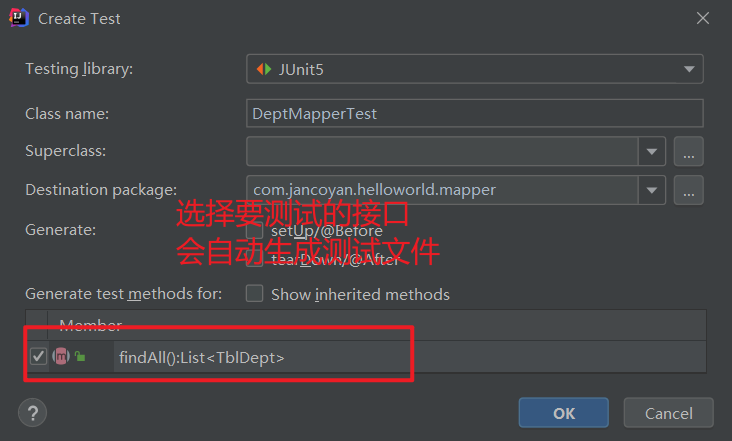 Create Test
Testing library:
JUnit5
Class name:
DeptMapperTest
Superclass:
...
Destination package:
com.jancoyan.helloworld.mapper
...
选择要测试的接口
会自动生成测试文件
Generate:
setUp/@Before
tearDown/@After
Generate test methods for:
Show inherited methods
Member
m
findAll():List<TblDept>
?
OK
Cancel